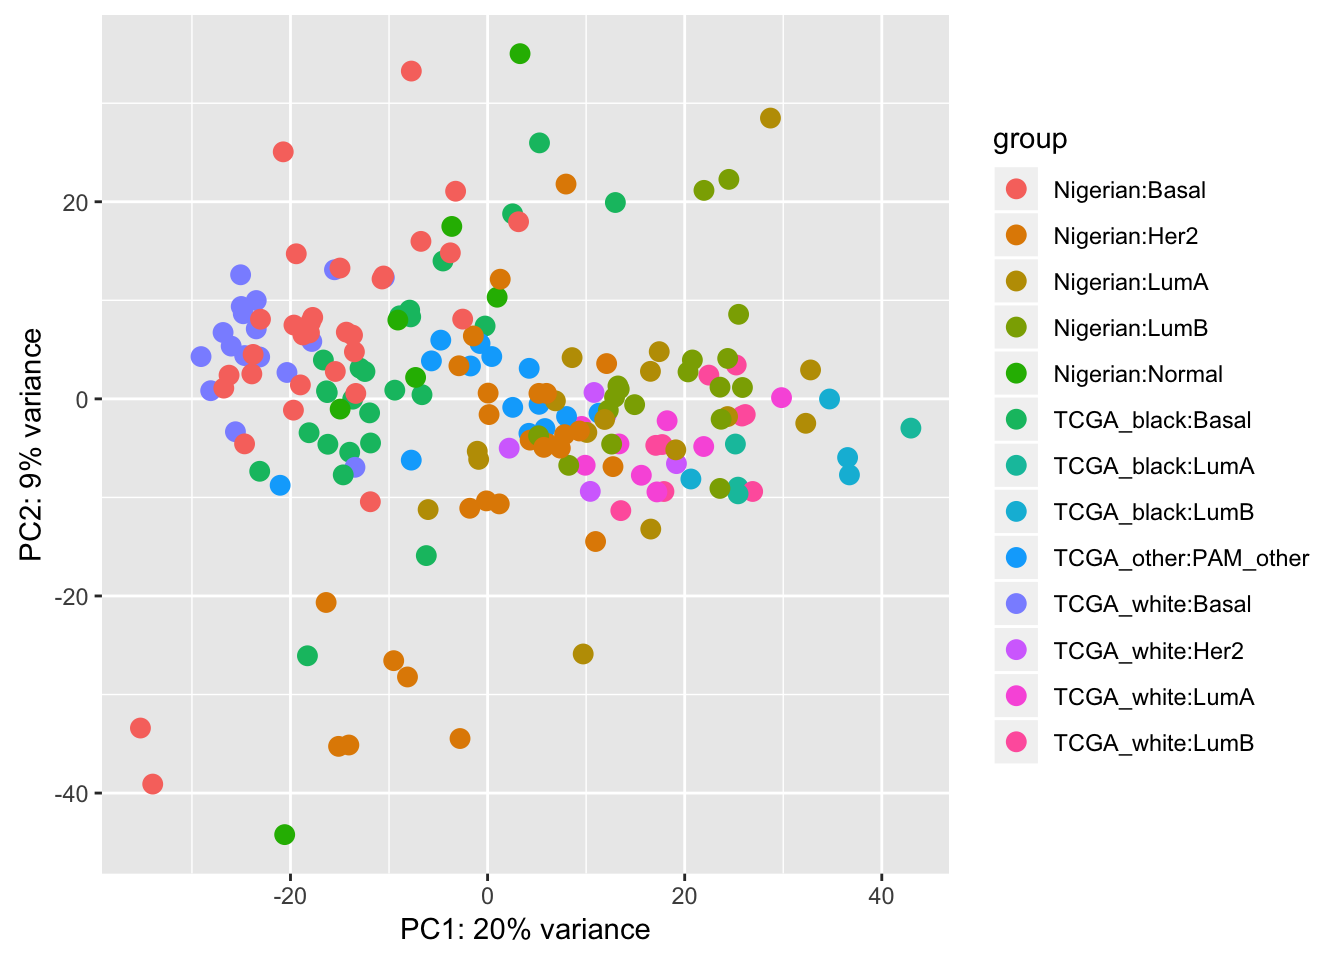 group
Nigerian:Basal
Nigerian:Her2
Nigerian:LumA
Nigerian:LumB
Nigerian:Normal
TCGA_black:Basal
TCGA_black:LumA
TCGA_black:LumB
TCGA_other:PAM_other
TCGA_white:Basal
TCGA_white:Her2
TCGA_white:LumA
TCGA_white:LumB
PC2: 9% variance
20
0
-20
-40
-20
0
20
40
PC1: 20% variance